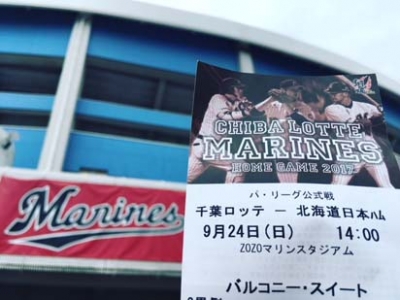 Marines
CHIBA LOTTE
MARINES
HOME GAME 2017
パ・リーグ公式戦
千葉ロッテ ー 北海道日本ハム
9月24日(日) 14:00
ZOZOマリンスタジアム
バルコニー・スイート